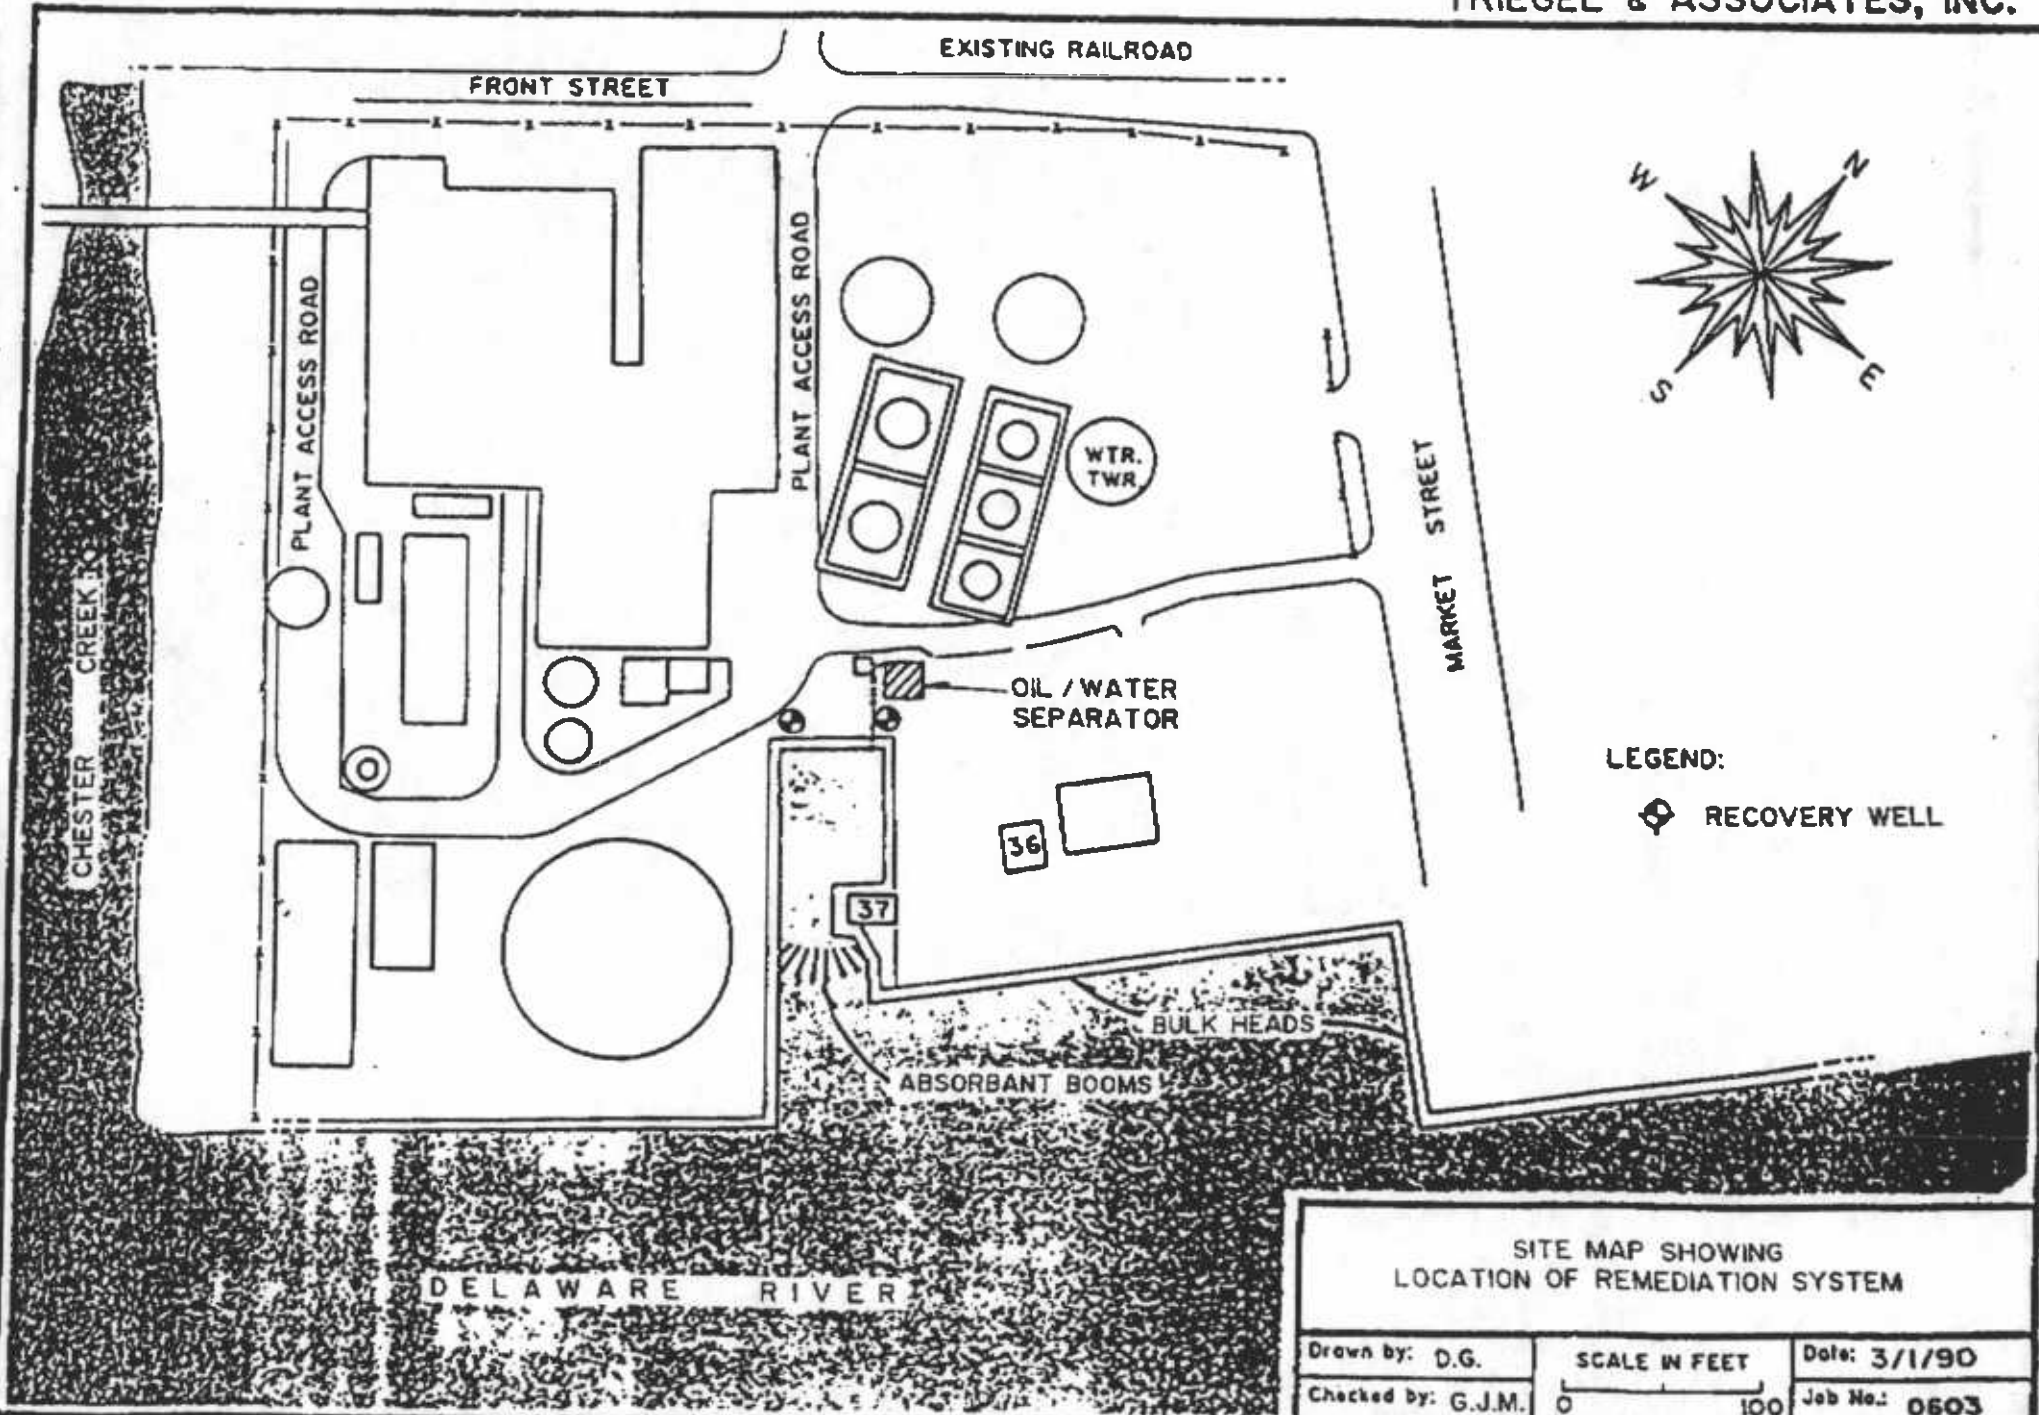 TRIEGEL & ASSOCIATES, INC.
EXISTING RAILROAD
FRONT STREET
W
N
S
E
PLANT ACCESS ROAD
PLANT ACCESS ROAD
WTR.
TWR.
MARKET STREET
CHESTER CREEK
OIL / WATER
SEPARATOR
LEGEND:
RECOVERY WELL
36
37
BULK HEADS
ABSORBANT BOOMS
DELAWARE RIVER
SITE MAP SHOWING
LOCATION OF REMEDIATION SYSTEM
Drawn by: D.G.
SCALE IN FEET
Date: 3/1/90
Checked by: G.J.M.
0 100
Job No.: 0603